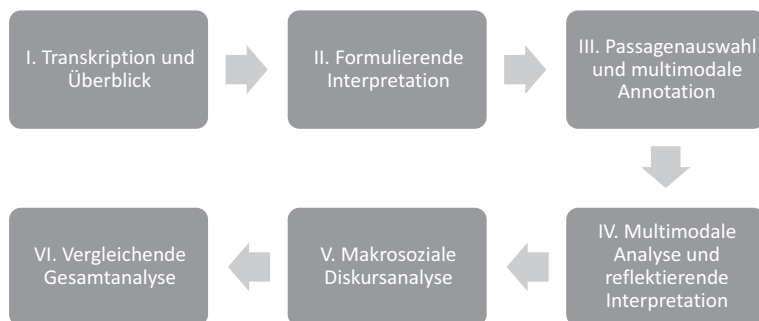 I. Transkription und
Überblick
II. Formulierende
Interpretation
III. Passagenauswahl
und multimodale
Annotation
IV. Multimodale
Analyse und
reflektierende
Interpretation
V. Makrosoziale
Diskursanalyse
VI. Vergleichende
Gesamtanalyse